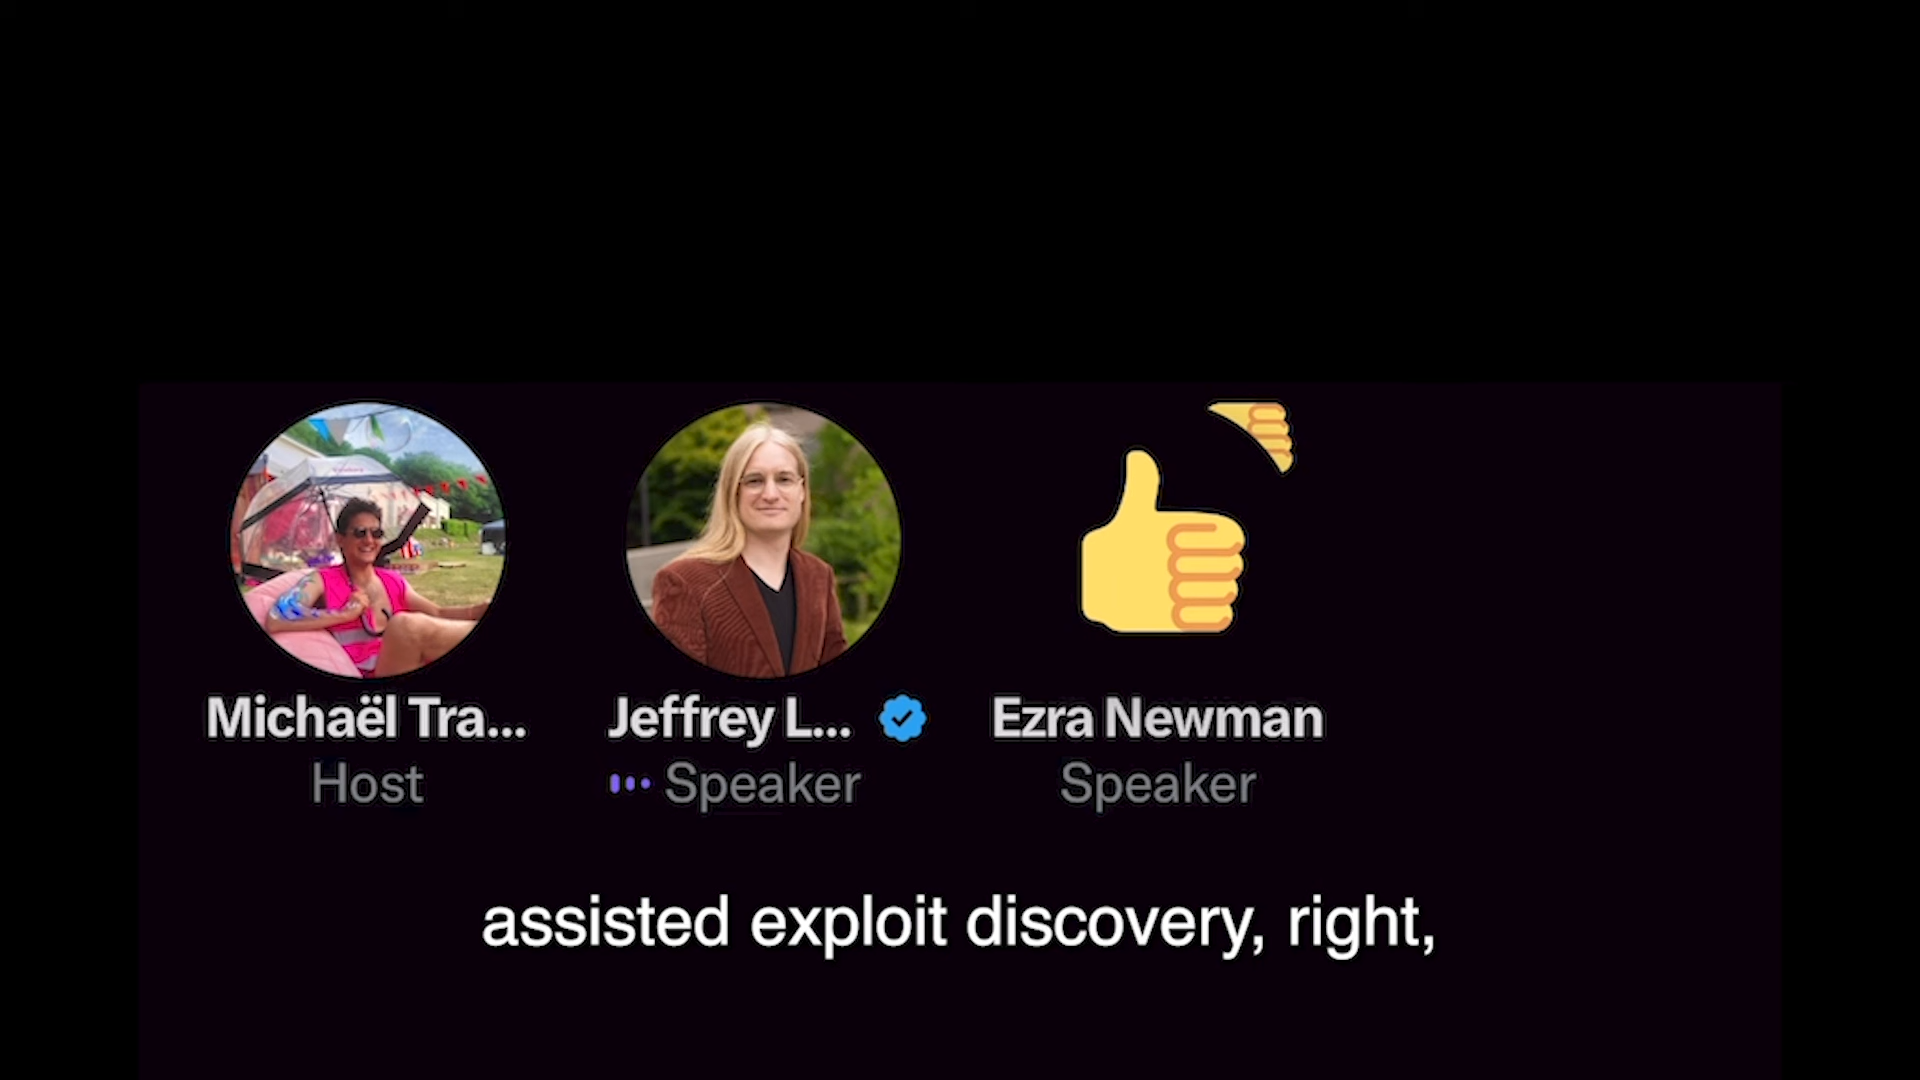 Michaël Tra... Jeffrey L... Ezra Newman
Host Speaker Speaker
assisted exploit discovery, right,